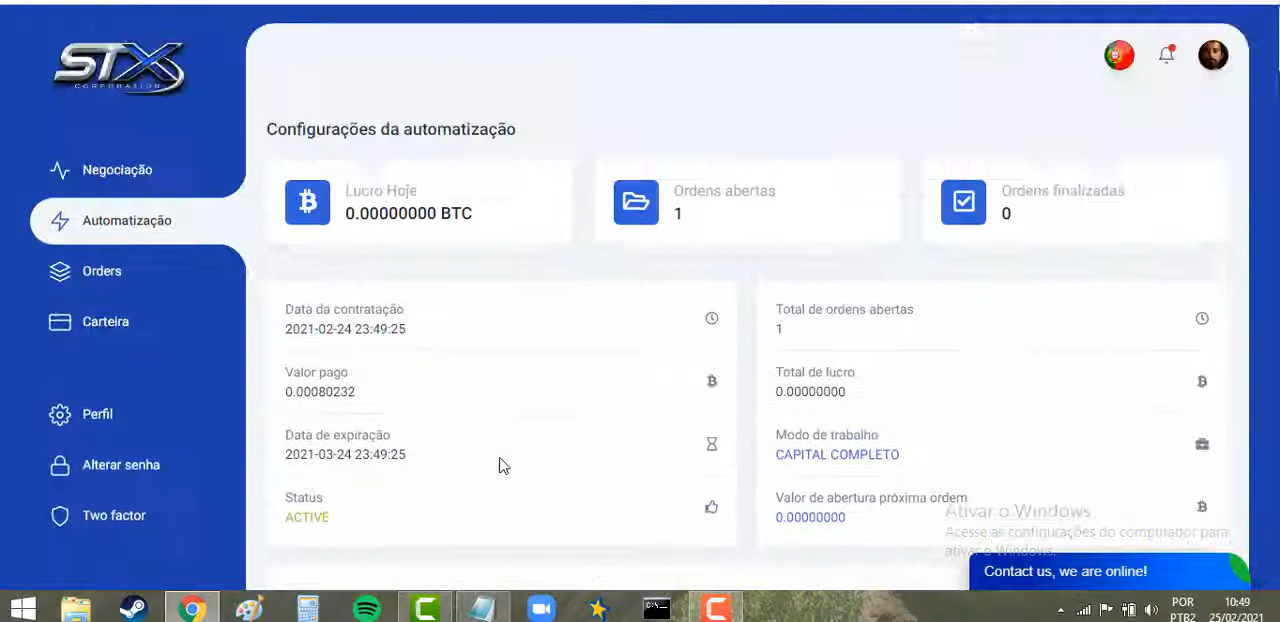 STX
CORPORATION
Configurações da automatização
Negociação
Automatização
Orders
Carteira
Perfil
Alterar senha
Two factor
Lucro Hoje
0.00000000 BTC
Ordens abertas
1
Ordens finalizadas
0
Data da contratação
2021-02-24 23:49:25
Valor pago
0.00080232
Data de expiração
2021-03-24 23:49:25
Status
ACTIVE
Total de ordens abertas
1
Total de lucro
0.00000000
Modo de trabalho
CAPITAL COMPLETO
Valor de abertura próxima ordem
0.00000000
Ativar o Windows
Acesse as configurações do computador para
ativar o Windows.
Contact us, we are online!
POR
PTB2
10:49
25/02/2021